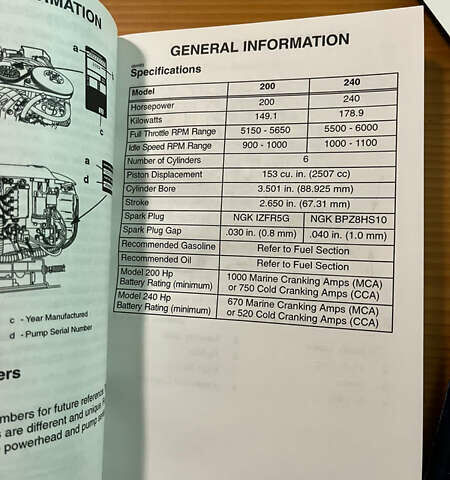 RMATION
a
b
c
a
d
c - Year Manufactured
d - Pump Serial Number
ers
mbers for future reference.
are different and unique.
powerhead and pump
GENERAL INFORMATION
Specifications
Model 200 240
Horsepower 200 240
Kilowatts 149.1 178.9
Full Throttle RPM Range 5150 - 5650 5500 - 6000
Idle Speed RPM Range 900 - 1000 1000 - 1100
Number of Cylinders 6
Piston Displacement 153 cu. in. (2507 cc)
Cylinder Bore 3.501 in. (88.925 mm)
Stroke 2.650 in. (67.31 mm)
Spark Plug NGK IZFR5G NGK BPZ8HS10
Spark Plug Gap .030 in. (0.8 mm) .040 in. (1.0 mm)
Recommended Gasoline Refer to Fuel Section
Recommended Oil Refer to Fuel Section
Model 200 Hp
Battery Rating (minimum)
1000 Marine Cranking Amps (MCA)
or 750 Cold Cranking Amps (CCA)
Model 240 Hp
Battery Rating (minimum)
670 Marine Cranking Amps (MCA)
or 520 Cold Cranking Amps (CCA)